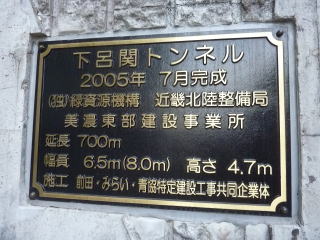 下呂関トンネル
2005年 7月完成
(独)緑資源機構 近畿北陸整備局
美濃東部建設事業所
延長 700m
幅員 6.5m(8.0m) 高さ 4.7m
施工 前田・みらい・青協特定建設工事共同企業体